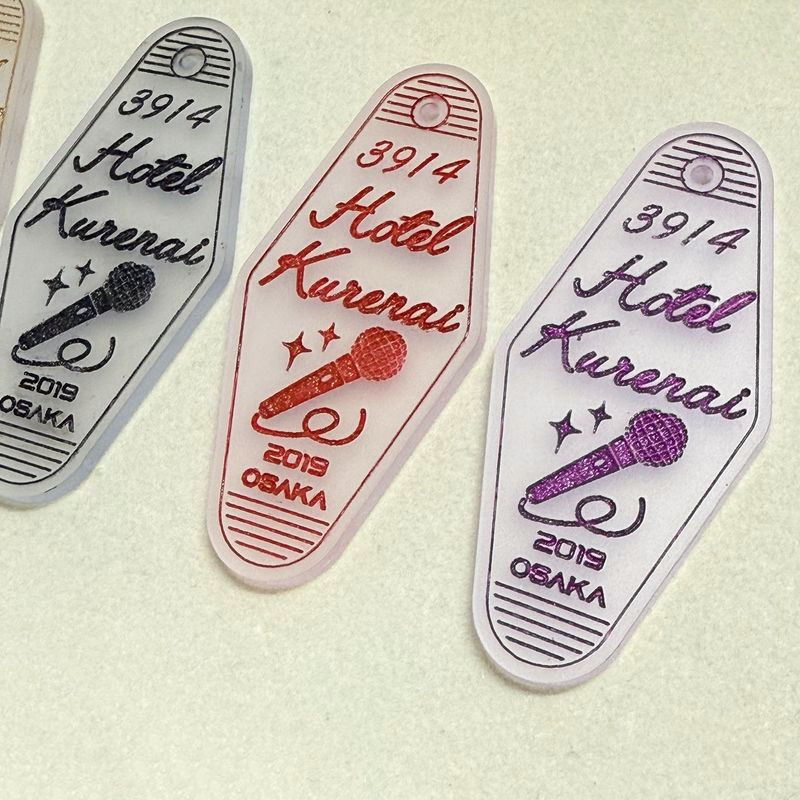 3914
Hotel
Kurenai
2019
OSAKA
3914
Hotel
Kurenai
2019
OSAKA
3914
Hotel
Kurenai
2019
OSAKA